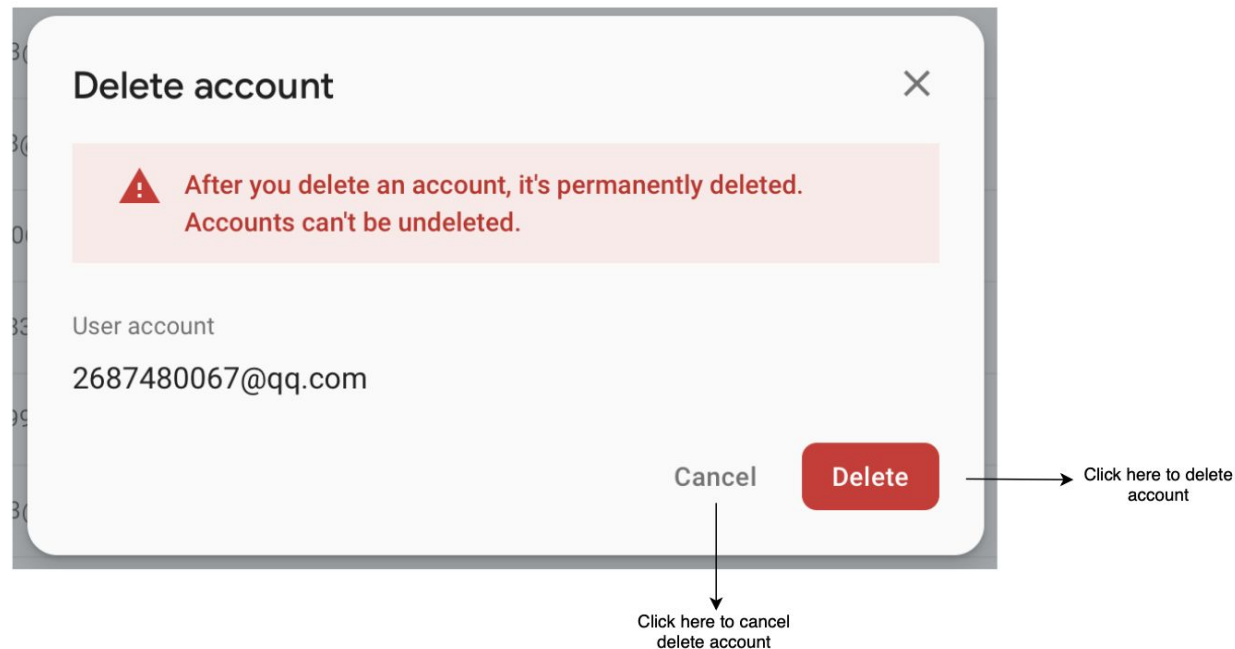 Delete account
After you delete an account, it's permanently deleted.
Accounts can't be undeleted.
User account
2687480067@qq.com
Cancel
Delete
Click here to delete
account
Click here to cancel
delete account